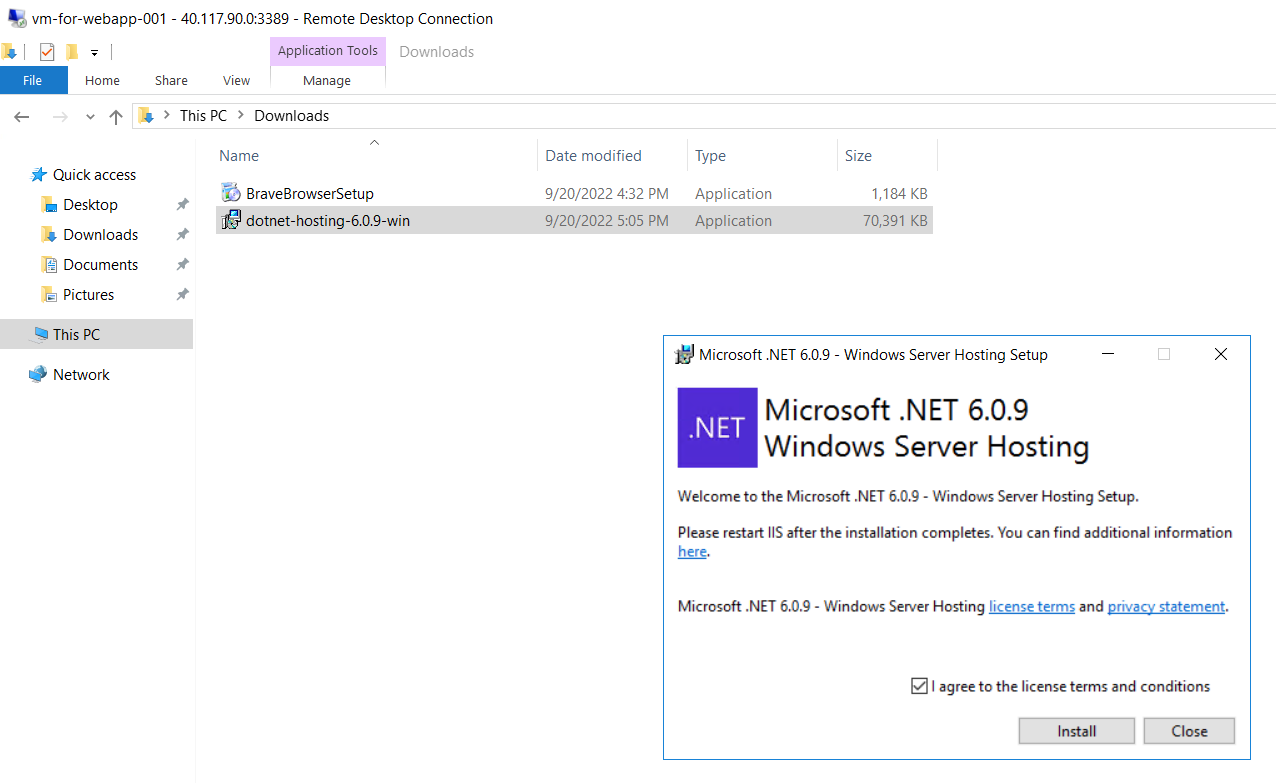 vm-for-webapp-001 - 40.117.90.0:3389 - Remote Desktop Connection
Application Tools Downloads
File Home Share View Manage
This PC Downloads
Name Date modified Type Size
Quick access
Desktop
Downloads
Documents
Pictures
This PC
Network
BraveBrowserSetup 9/20/2022 4:32 PM Application 1,184 KB
dotnet-hosting-6.0.9-win 9/20/2022 5:05 PM Application 70,391 KB
Microsoft .NET 6.0.9 - Windows Server Hosting Setup
.NET
Microsoft .NET 6.0.9
Windows Server Hosting
Welcome to the Microsoft .NET 6.0.9 - Windows Server Hosting Setup.
Please restart IIS after the installation completes. You can find additional information
here.
Microsoft .NET 6.0.9 - Windows Server Hosting license terms and privacy statement.
I agree to the license terms and conditions
Install Close